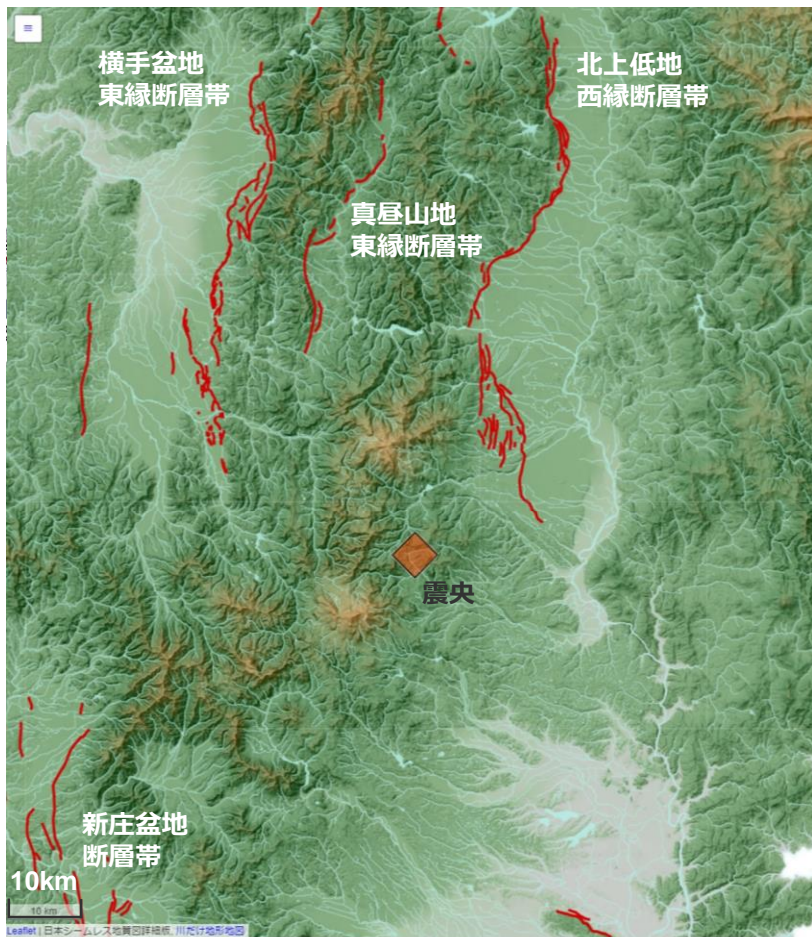 横手盆地
東縁断層帯
北上低地
西縁断層帯
真昼山地
東縁断層帯
震央
新庄盆地
断層帯
10km
10 km
Leaflet | 日本シームレス地質図詳細版, 川だけ地形地図